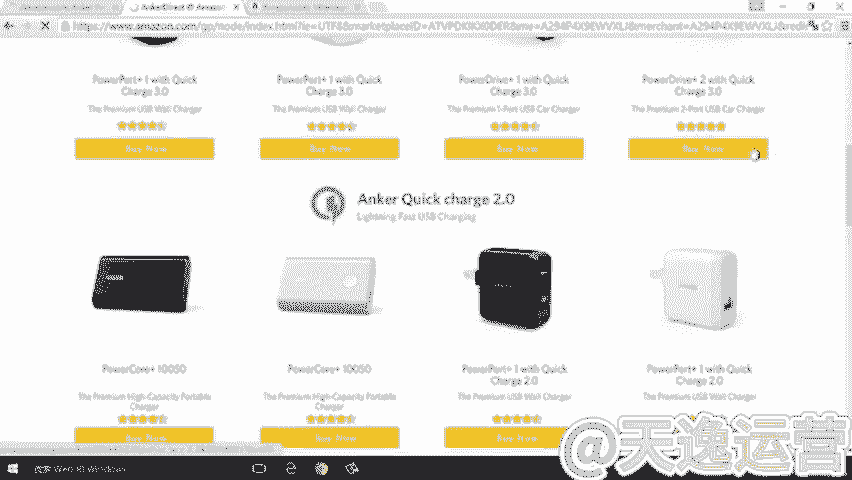 AnkerDirect @ Amazon
https://www.amazon.com/gp/node/index.html?ie=UTF8&marketplaceID=ATVPDKIKX0DER&me=A294P4X9EWVXLJ&merchant=A294P4X9EWVXLJ&redir
PowerPort+ 1 with Quick
Charge 3.0
The Premium USB Wall Charger
Buy Now
PowerPort+ 1 with Quick
Charge 3.0
The Premium USB Wall Charger
Buy Now
PowerDrive+ 1 with Quick
Charge 3.0
The Premium 1-Port USB Car Charger
Buy Now
PowerDrive+ 2 with Quick
Charge 3.0
The Premium 2-Port USB Car Charger
Buy Now
Anker Quick charge 2.0
Lightning Fast USB Charging
PowerCore+ 10050
The Premium High-Capacity Portable
Charger
Buy Now
PowerCore+ 10050
The Premium High-Capacity Portable
Charger
Buy Now
PowerPort+ 1 with Quick
Charge 2.0
The Premium USB Wall Charger
Buy Now
PowerPort+ 1 with Quick
Charge 2.0
The Premium USB Wall Charger
搜索 Web 和 Windows
@天逸运营